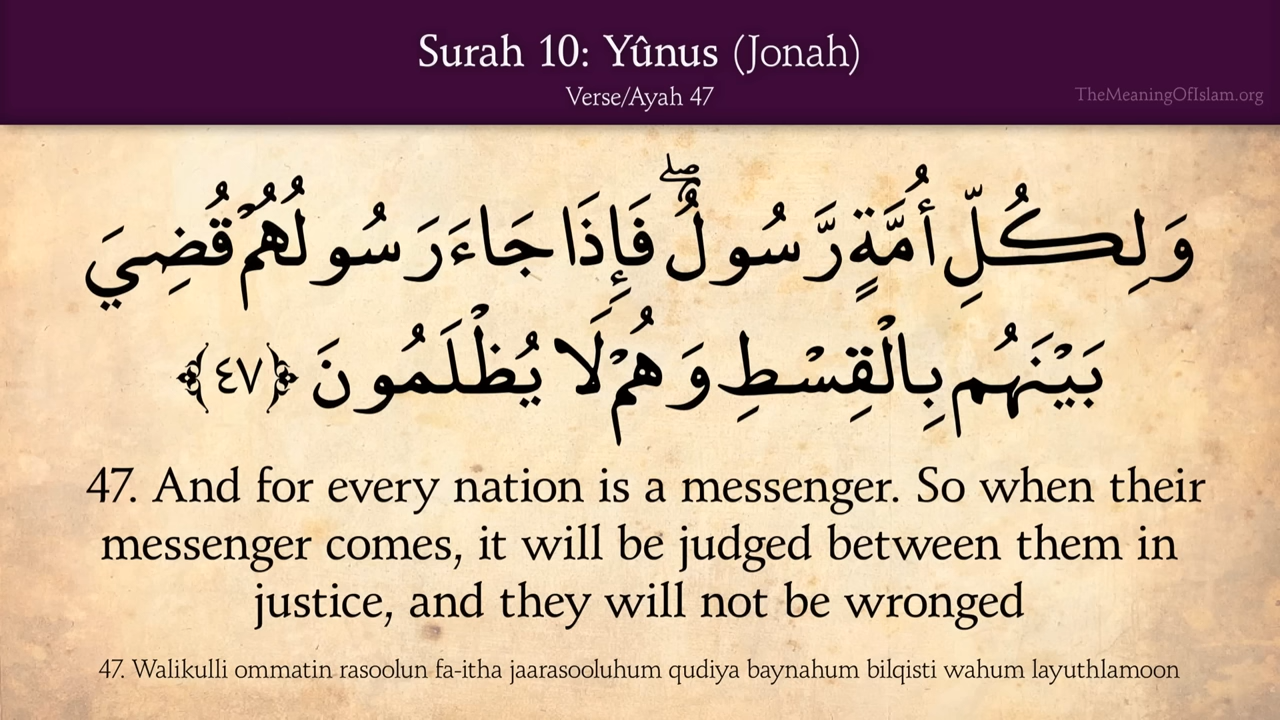 Surah 10: Yûnus (Jonah)
Verse/Ayah 47
TheMeaningOfIslam.org
وَلِكُلِّ أُمَّةٍ رَّسُولٌ ۖ فَإِذَا جَاءَ رَسُولُهُمْ قُضِيَ
بَيْنَهُم بِالْقِسْطِ وَهُمْ لَا يُظْلَمُونَ ﴿٤٧﴾
47. And for every nation is a messenger. So when their
messenger comes, it will be judged between them in
justice, and they will not be wronged
47. Walikulli ommatin rasoolun fa-itha jaarasooluhum qudiya baynahum bilqisti wahum layuthlamoon